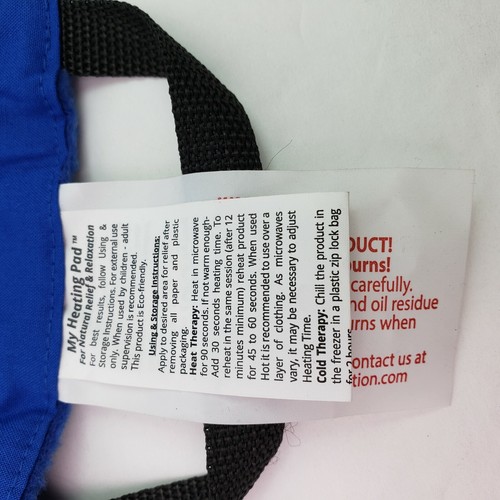 My Heating Pad™
For Natural Relief & Relaxation
For best results, follow Using &
Storage Instructions. For external use
only. When used by children - adult
supervision is recommended.
This product is Eco-friendly.
Using & Storage Instructions:
Apply to desired area for relief after
removing all paper and plastic
packaging.
Heat Therapy: Heat in microwave
for 90 seconds. If not warm enough-
Add 30 seconds heating time. To
reheat in the same session (after 12
minutes minimum) reheat product
for 45 to 60 seconds. When used
Hot it is recommended to use over a
layer of clothing. As microwaves
vary, it may be necessary to adjust
Heating Time.
Cold Therapy: Chill the product in
the freezer in a plastic zip lock bag
for 2 hours
DUCT!
urns!
carefully.
nd oil residue
urns when
ontact us at
tion.com